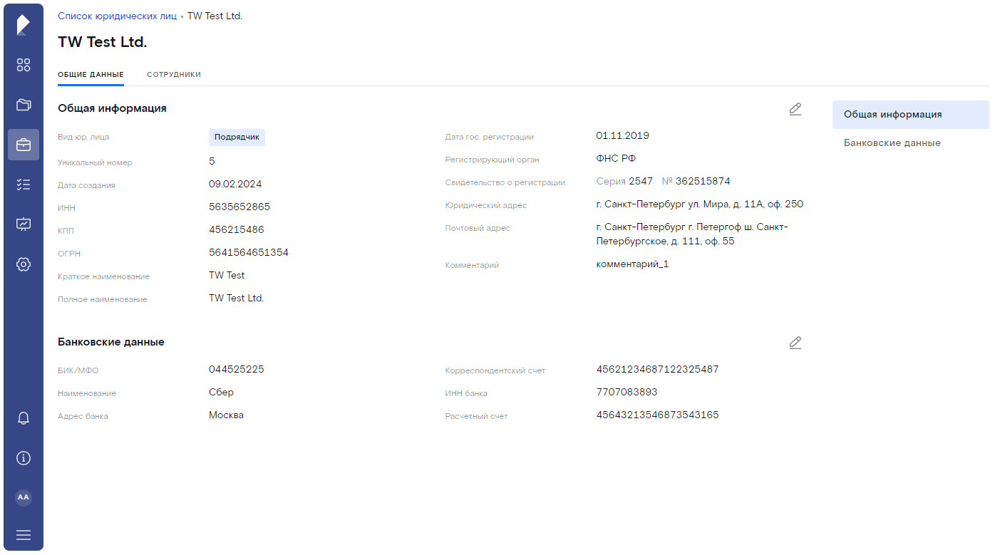 Список юридических лиц • TW Test Ltd.
TW Test Ltd.
ОБЩИЕ ДАННЫЕ СОТРУДНИКИ
Общая информация
Вид юр. лица Подрядчик
Уникальный номер 5
Дата создания 09.02.2024
ИНН 5635652865
КПП 456215486
ОГРН 5641564651354
Краткое наименование TW Test
Полное наименование TW Test Ltd.
Дата гос. регистрации 01.11.2019
Регистрирующий орган ФНС РФ
Свидетельство о регистрации Серия 2547 № 362515874
Юридический адрес г. Санкт-Петербург ул. Мира, д. 11А, оф. 250
Почтовый адрес г. Санкт-Петербург г. Петергоф ш. Санкт-
Петербургское, д. 111, оф. 55
Комментарий комментарий_1
Банковские данные
БИК/МФО 044525225
Наименование Сбер
Адрес банка Москва
Корреспондентский счет 45621234687122325487
ИНН банка 7707083893
Расчетный счет 45643213546873543165
Общая информация
Банковские данные
AA